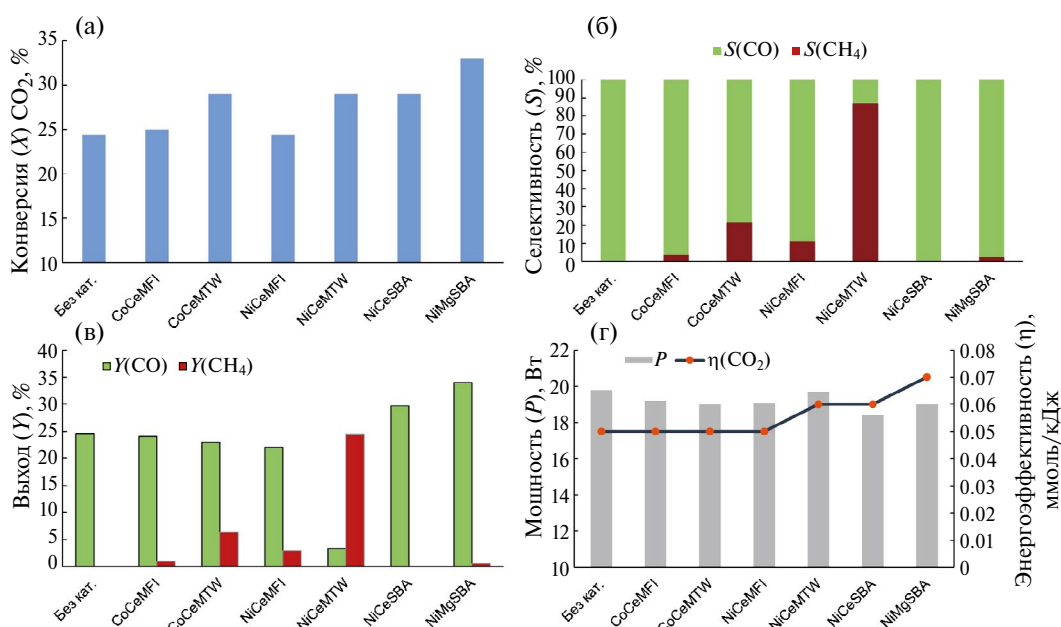 (а)
Конверсия (X) CO₂, %
35
30
25
20
15
10
Без кат.
CoCeMFI
CoCeMTW
NiCeMFI
NiCeMTW
NiCeSBA
NiMgSBA
(б)
S(CO) S(CH₄)
Селективность (S), %
100
90
80
70
60
50
40
30
20
10
0
Без кат.
CoCeMFI
CoCeMTW
NiCeMFI
NiCeMTW
NiCeSBA
NiMgSBA
(в)
Y(CO) Y(CH₄)
Выход (Y), %
40
35
30
25
20
15
10
5
0
Без кат.
CoCeMFI
CoCeMTW
NiCeMFI
NiCeMTW
NiCeSBA
NiMgSBA
(г)
P η(CO₂)
Мощность (P), Вт
22
20
18
16
14
12
10
0.08
0.07
0.06
0.05
0.04
0.03
0.02
0.01
0
Энергоэффективность (η),
ммоль/кДж
Без кат.
CoCeMFI
CoCeMTW
NiCeMFI
NiCeMTW
NiCeSBA
NiMgSBA